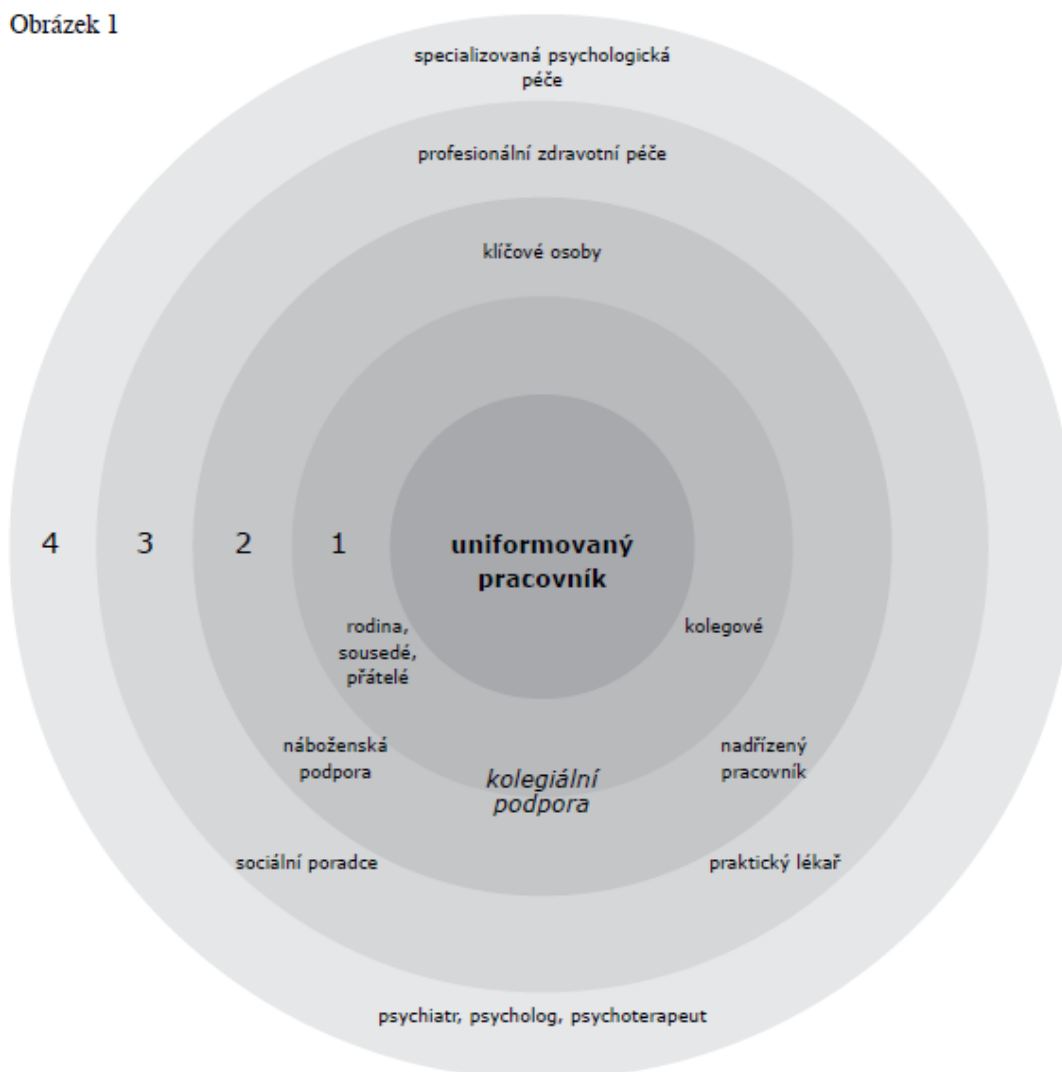 Obrázek 1
specializovaná psychologická
péče
profesionální zdravotní péče
klíčové osoby
4 3 2 1 uniformovaný
pracovník
rodina,
sousedé,
přátelé
kolegové
náboženská
podpora
kolegiální
podpora
nadřízený
pracovník
sociální poradce
praktický lékař
psychiatr, psycholog, psychoterapeut